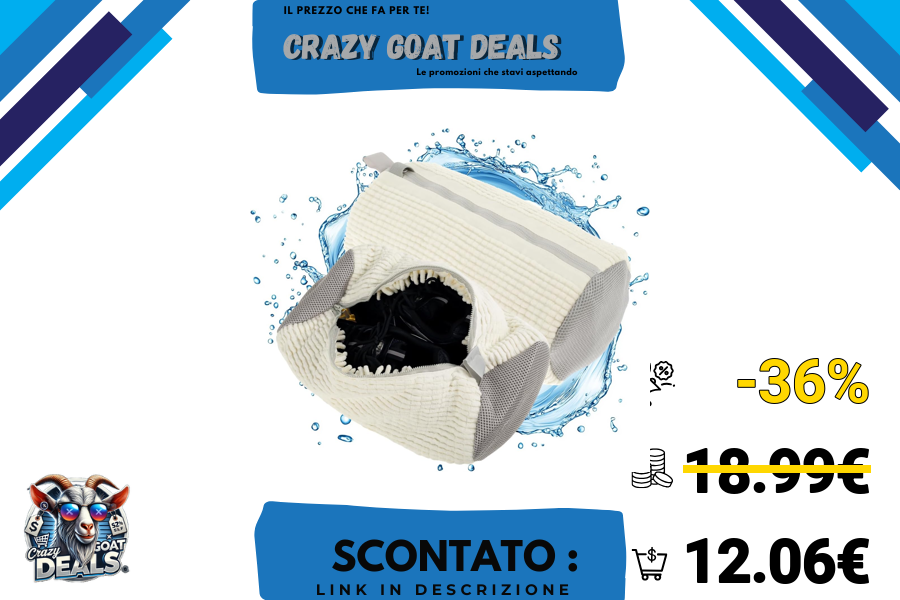 IL PREZZO CHE FA PER TE!
CRAZY GOAT DEALS
Le promozioni che stavi aspettando
-36%
18.99€
12.06€
SCONTATO :
LINK IN DESCRIZIONE
Crazy
GOAT
DEALS